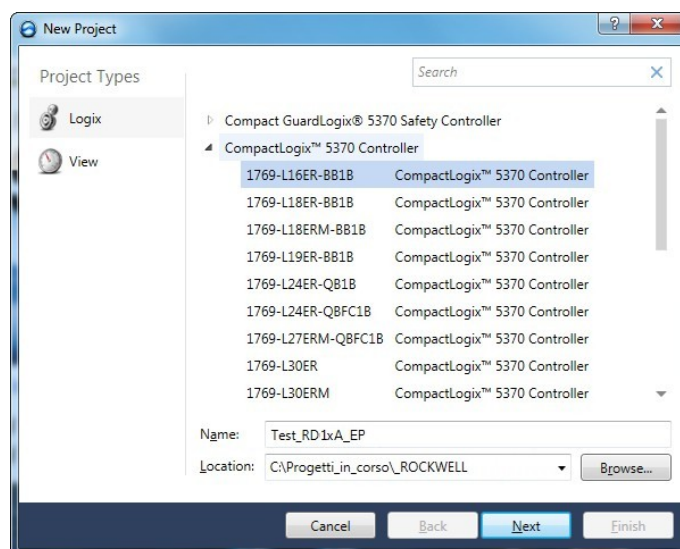 New Project
Project Types
Search
Logix
View
Compact GuardLogix® 5370 Safety Controller
CompactLogix™ 5370 Controller
1769-L16ER-BB1B CompactLogix™ 5370 Controller
1769-L18ER-BB1B CompactLogix™ 5370 Controller
1769-L18ERM-BB1B CompactLogix™ 5370 Controller
1769-L19ER-BB1B CompactLogix™ 5370 Controller
1769-L24ER-QB1B CompactLogix™ 5370 Controller
1769-L24ER-QBFC1B CompactLogix™ 5370 Controller
1769-L27ERM-QBFC1B CompactLogix™ 5370 Controller
1769-L30ER CompactLogix™ 5370 Controller
1769-L30ERM CompactLogix™ 5370 Controller
Name: Test_RD1xA_EP
Location: C:\Progetti_in_corso\_ROCKWELL Browse...
Cancel Back Next Finish